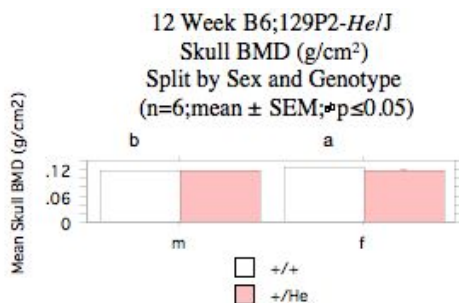 12 Week B6;129P2-He/J
Skull BMD (g/cm²)
Split by Sex and Genotype
(n=6;mean ± SEM; p≤0.05)
b a
Mean Skull BMD (g/cm2)
.12
.06
0
m f
+/+
+/He